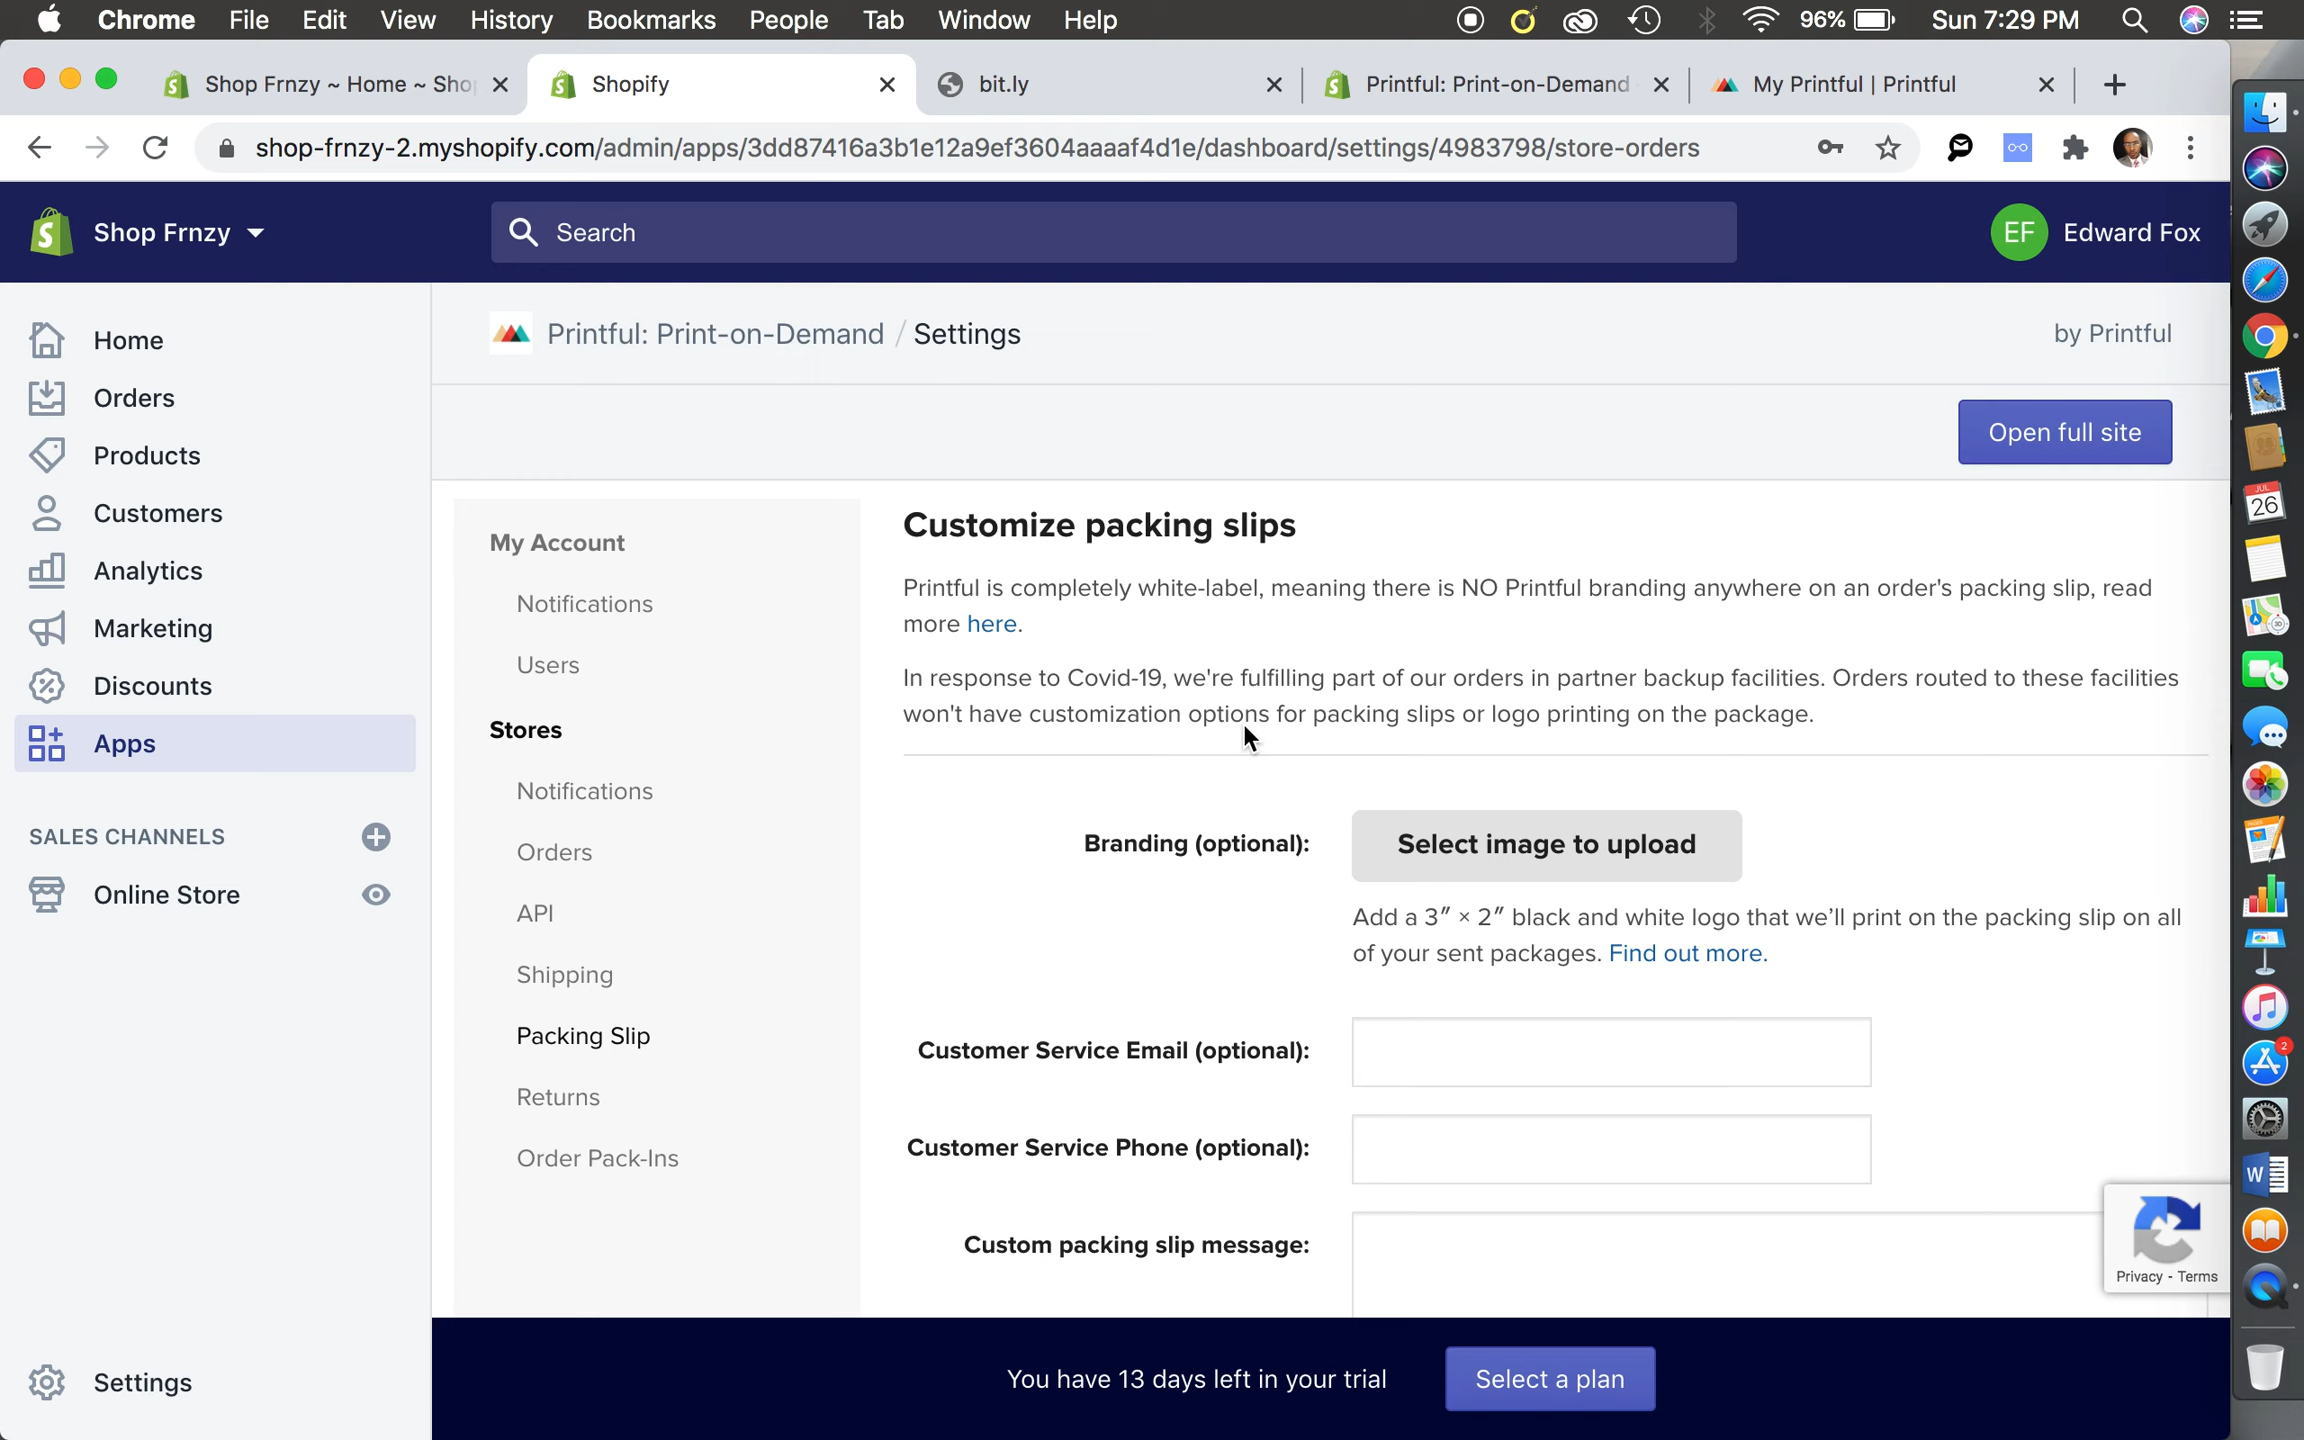 Chrome File Edit View History Bookmarks People Tab Window Help 96% Sun 7:29 PM
Shop Frnzy ~ Home ~ Sho Shopify bit.ly Printful: Print-on-Demand My Printful | Printful
shop-frnzy-2.myshopify.com/admin/apps/3dd87416a3b1e12a9ef3604aaaaf4d1e/dashboard/settings/4983798/store-orders
Shop Frnzy
Search
EF Edward Fox
Home
Orders
Products
Customers
Analytics
Marketing
Discounts
Apps
SALES CHANNELS
Online Store
Settings
Printful: Print-on-Demand / Settings
by Printful
Open full site
My Account
Notifications
Users
Stores
Notifications
Orders
API
Shipping
Packing Slip
Returns
Order Pack-Ins
Customize packing slips
Printful is completely white-label, meaning there is NO Printful branding anywhere on an order's packing slip, read
more here.
In response to Covid-19, we're fulfilling part of our orders in partner backup facilities. Orders routed to these facilities
won't have customization options for packing slips or logo printing on the package.
Branding (optional):
Select image to upload
Add a 3″ × 2″ black and white logo that we’ll print on the packing slip on all
of your sent packages. Find out more.
Customer Service Email (optional):
Customer Service Phone (optional):
Custom packing slip message:
Privacy - Terms
You have 13 days left in your trial
Select a plan
JUL
26
2
W